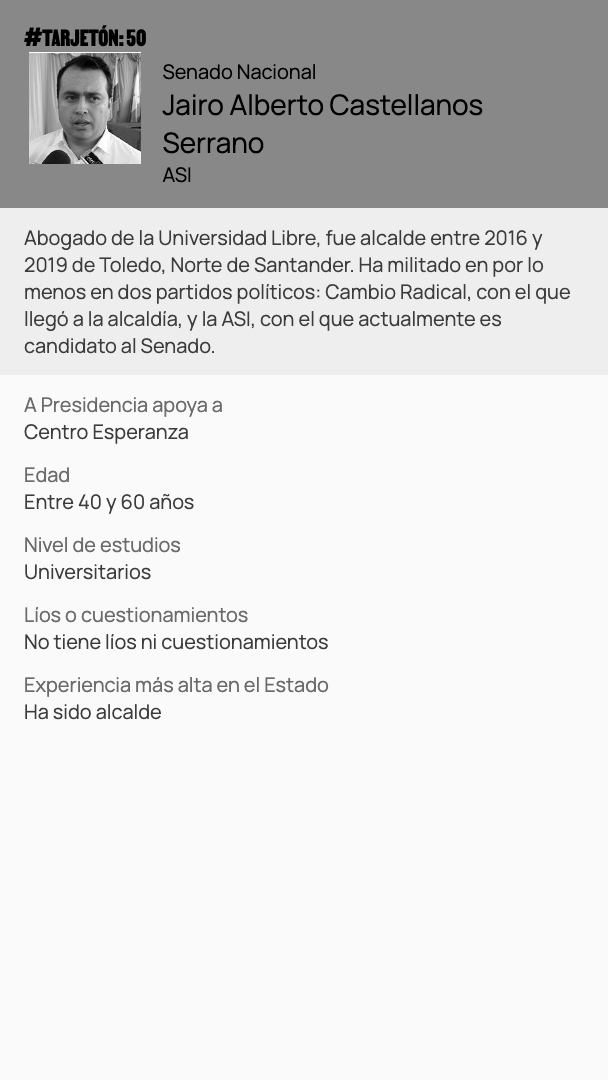 #TARJETÓN: 50
Senado Nacional
Jairo Alberto Castellanos
Serrano
ASI
Abogado de la Universidad Libre, fue alcalde entre 2016 y
2019 de Toledo, Norte de Santander. Ha militado en por lo
menos en dos partidos políticos: Cambio Radical, con el que
llegó a la alcaldía, y la ASI, con el que actualmente es
candidato al Senado.
A Presidencia apoya a
Centro Esperanza
Edad
Entre 40 y 60 años
Nivel de estudios
Universitarios
Líos o cuestionamientos
No tiene líos ni cuestionamientos
Experiencia más alta en el Estado
Ha sido alcalde